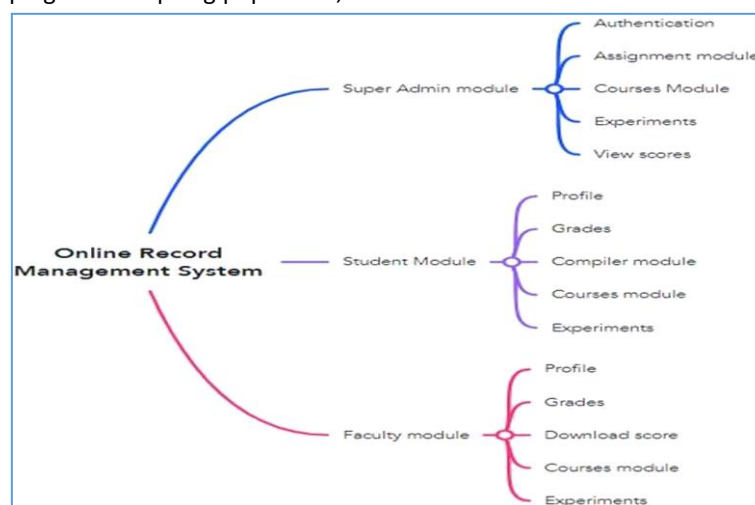 Authentication
Assignment module
Super Admin module
Courses Module
Experiments
View scores
Profile
Grades
Online Record
Management System
Student Module
Compiler module
Courses module
Experiments
Profile
Grades
Faculty module
Download score
Courses module
Experiments